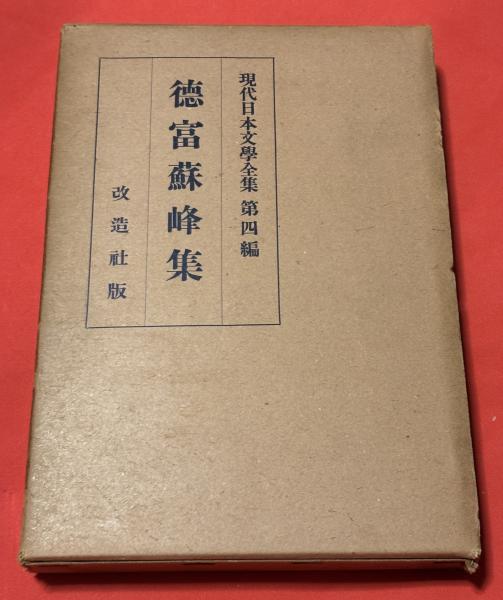 現代日本文學全集 第四編
德富蘇峰集
改造社版